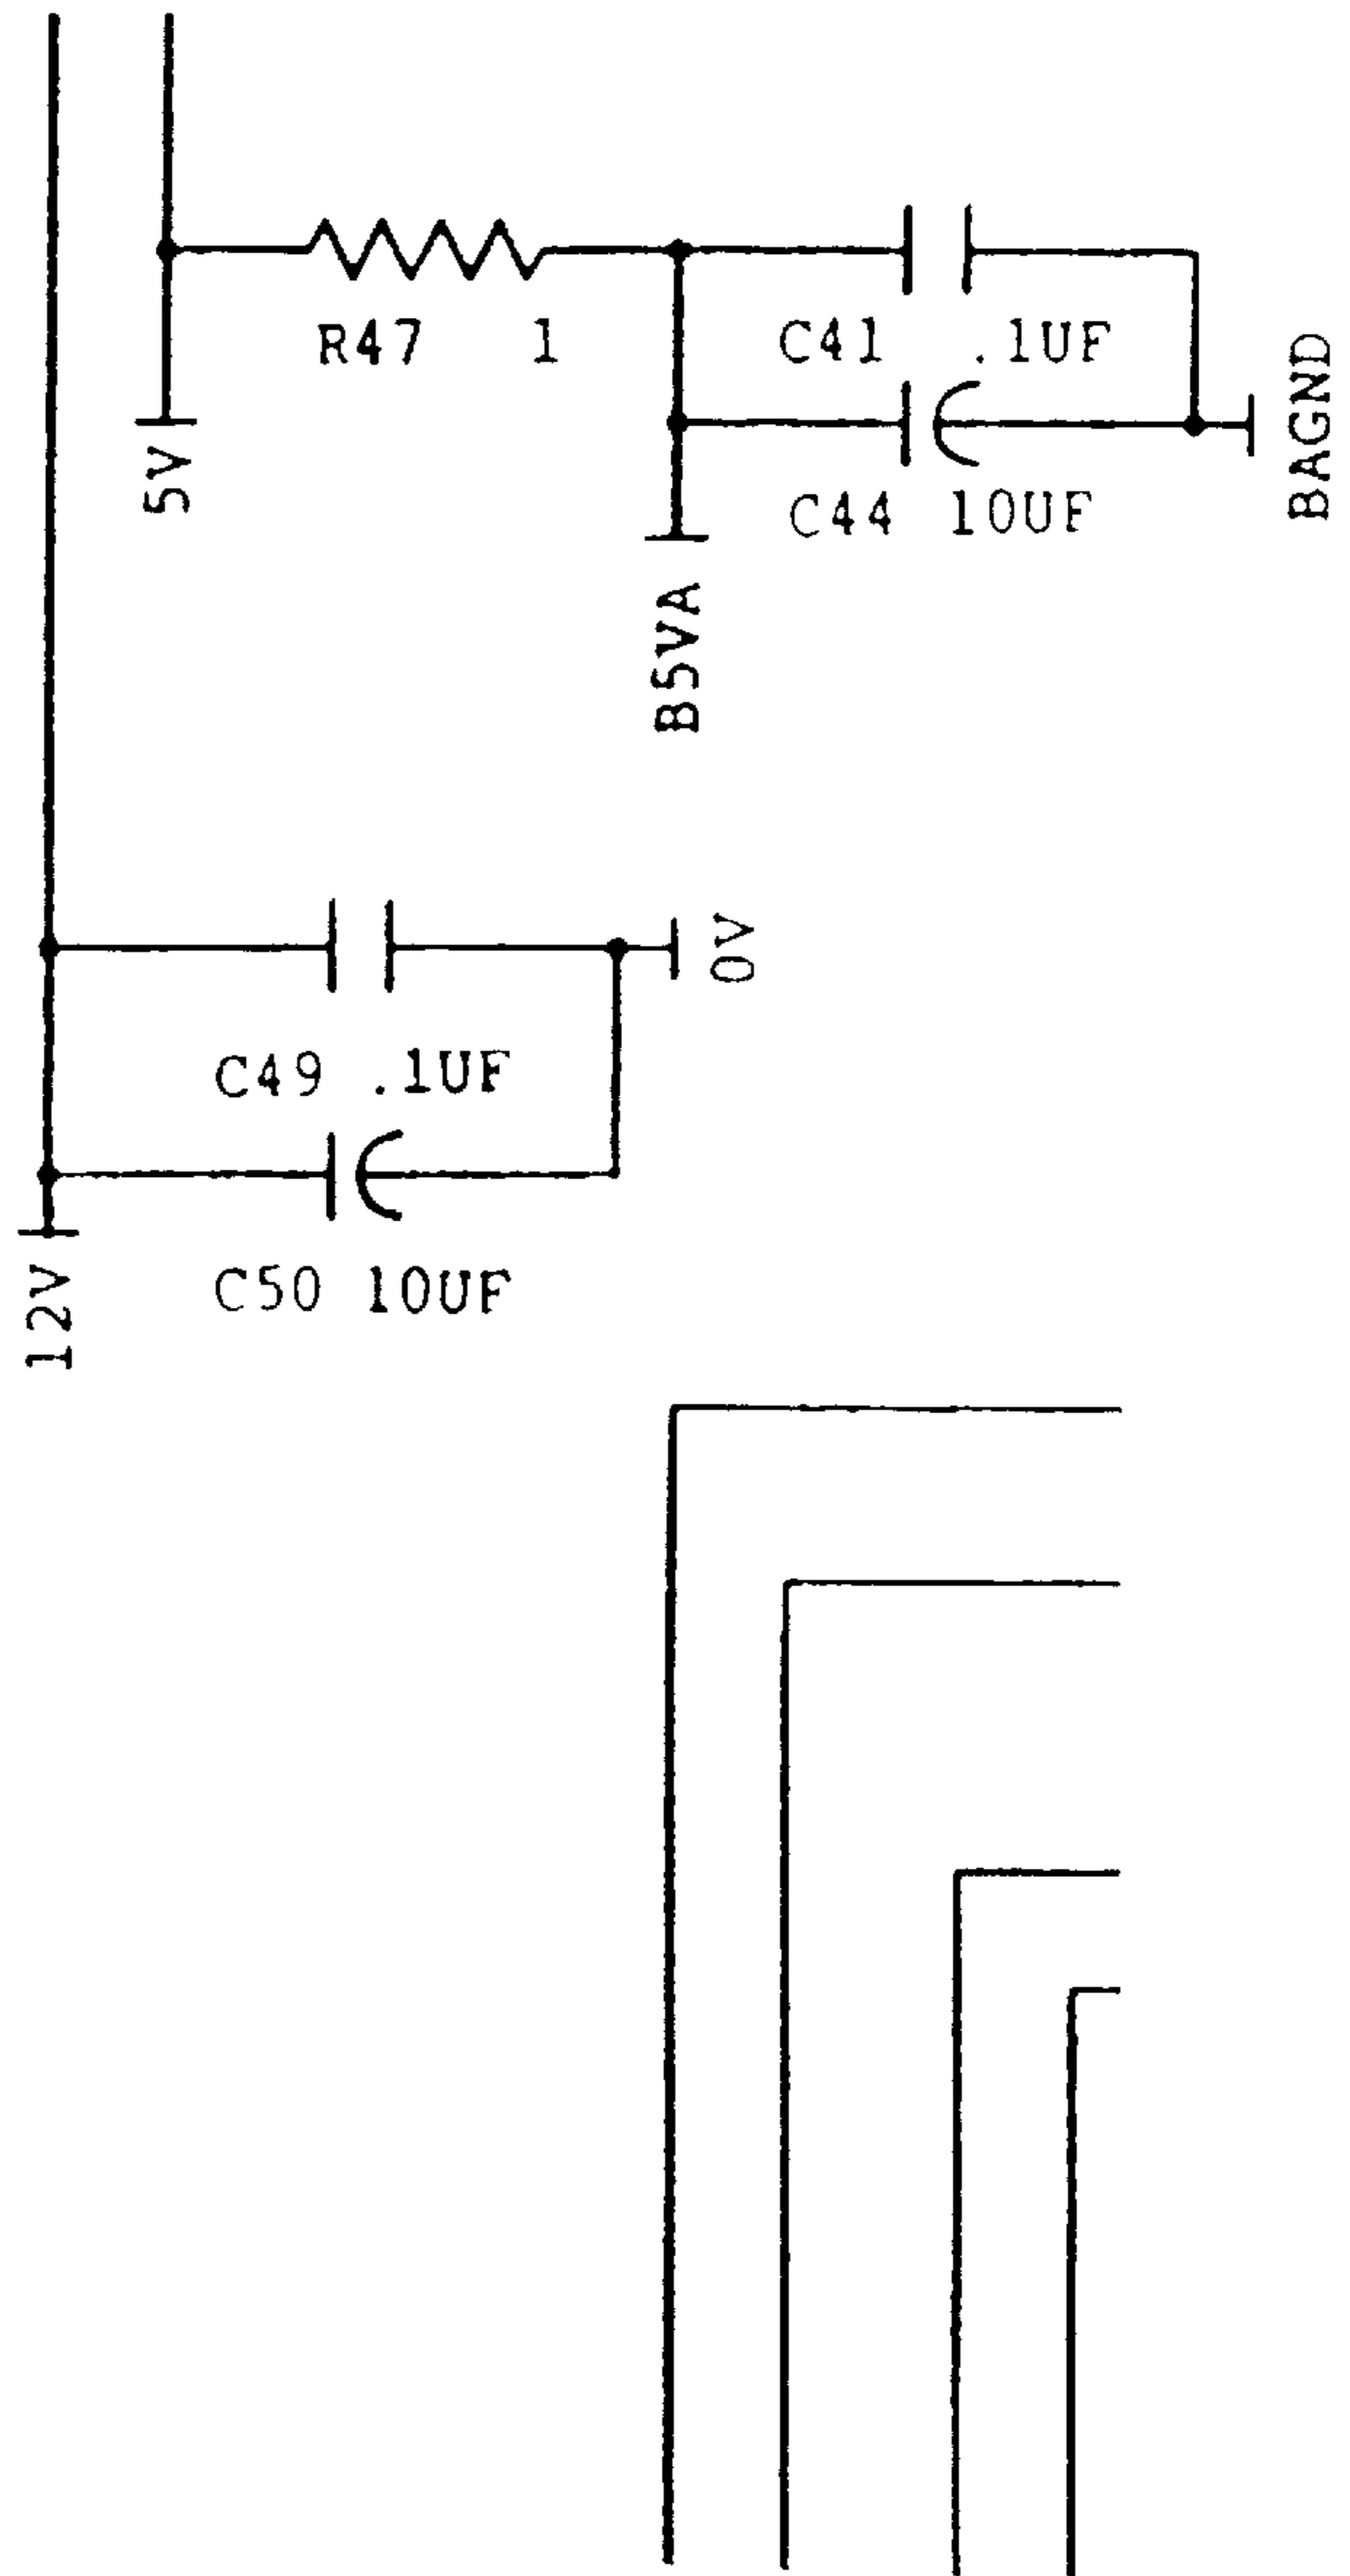 R47 1
C41 .1UF
5V
C44 10UF
BAGND
B5VA
0V
C49 .1UF
C50 10UF
12V